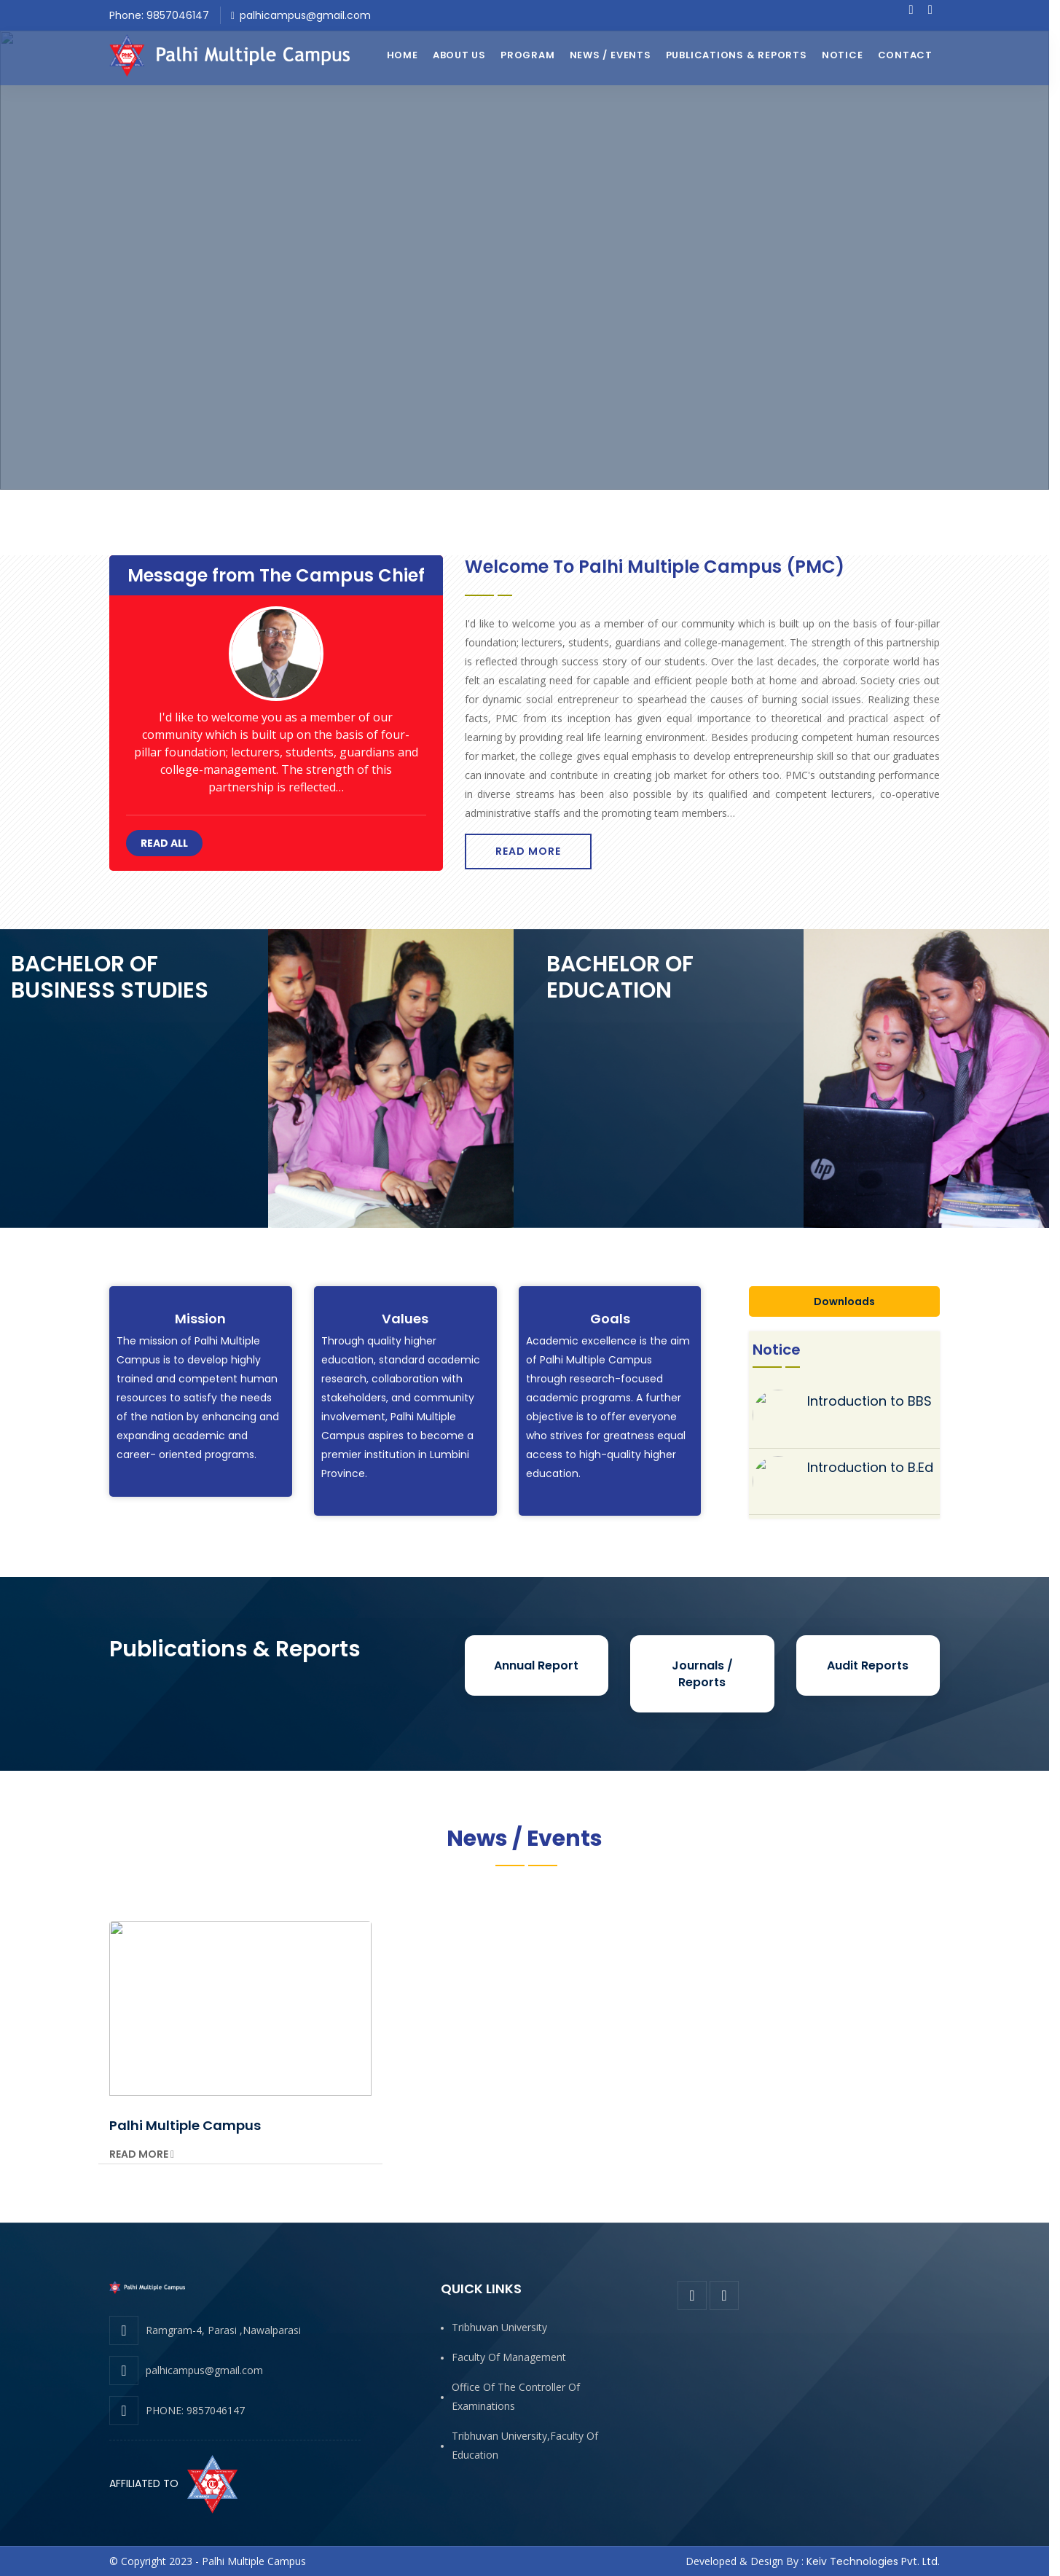 Phone: 9857046147
palhicampus@gmail.com
Palhi Multiple Campus
HOME
ABOUT US
PROGRAM
NEWS / EVENTS
PUBLICATIONS & REPORTS
NOTICE
CONTACT
Message from The Campus Chief
I'd like to welcome you as a member of our
community which is built up on the basis of four-
pillar foundation; lecturers, students, guardians and
college-management. The strength of this
partnership is reflected...
READ ALL
Welcome To Palhi Multiple Campus (PMC)
I'd like to welcome you as a member of our community which is built up on the basis of four-pillar
foundation; lecturers, students, guardians and college-management. The strength of this partnership
is reflected through success story of our students. Over the last decades, the corporate world has
felt an escalating need for capable and efficient people both at home and abroad. Society cries out
for dynamic social entrepreneur to spearhead the causes of burning social issues. Realizing these
facts, PMC from its inception has given equal importance to theoretical and practical aspect of
learning by providing real life learning environment. Besides producing competent human resources
for market, the college gives equal emphasis to develop entrepreneurship skill so that our graduates
can innovate and contribute in creating job market for others too. PMC's outstanding performance
in diverse streams has been also possible by its qualified and competent lecturers, co-operative
administrative staffs and the promoting team members...
READ MORE
BACHELOR OF
BUSINESS STUDIES
BACHELOR OF
EDUCATION
hp
Mission
The mission of Palhi Multiple
Campus is to develop highly
trained and competent human
resources to satisfy the needs
of the nation by enhancing and
expanding academic and
career- oriented programs.
Values
Through quality higher
education, standard academic
research, collaboration with
stakeholders, and community
involvement, Palhi Multiple
Campus aspires to become a
premier institution in Lumbini
Province.
Goals
Academic excellence is the aim
of Palhi Multiple Campus
through research-focused
academic programs. A further
objective is to offer everyone
who strives for greatness equal
access to high-quality higher
education.
Downloads
Notice
Introduction to BBS
Introduction to B.Ed
Publications & Reports
Annual Report
Journals /
Reports
Audit Reports
News / Events
Palhi Multiple Campus
READ MORE
Palhi Multiple Campus
Ramgram-4, Parasi ,Nawalparasi
palhicampus@gmail.com
PHONE: 9857046147
AFFILIATED TO
QUICK LINKS
Tribhuvan University
Faculty Of Management
Office Of The Controller Of
Examinations
Tribhuvan University,Faculty Of
Education
© Copyright 2023 - Palhi Multiple Campus
Developed & Design By : Keiv Technologies Pvt. Ltd.